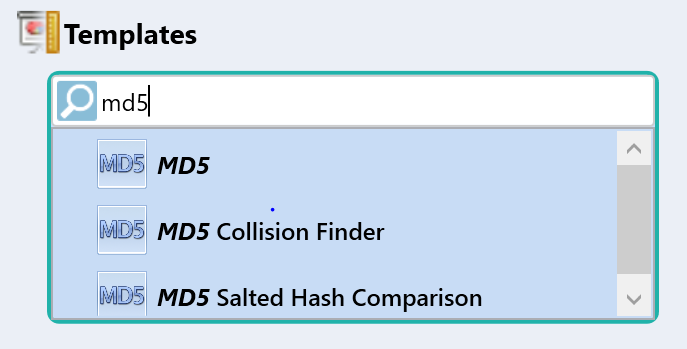 Templates
md5
MD5 MD5
MD5 MD5 Collision Finder
MD5 MD5 Salted Hash Comparison